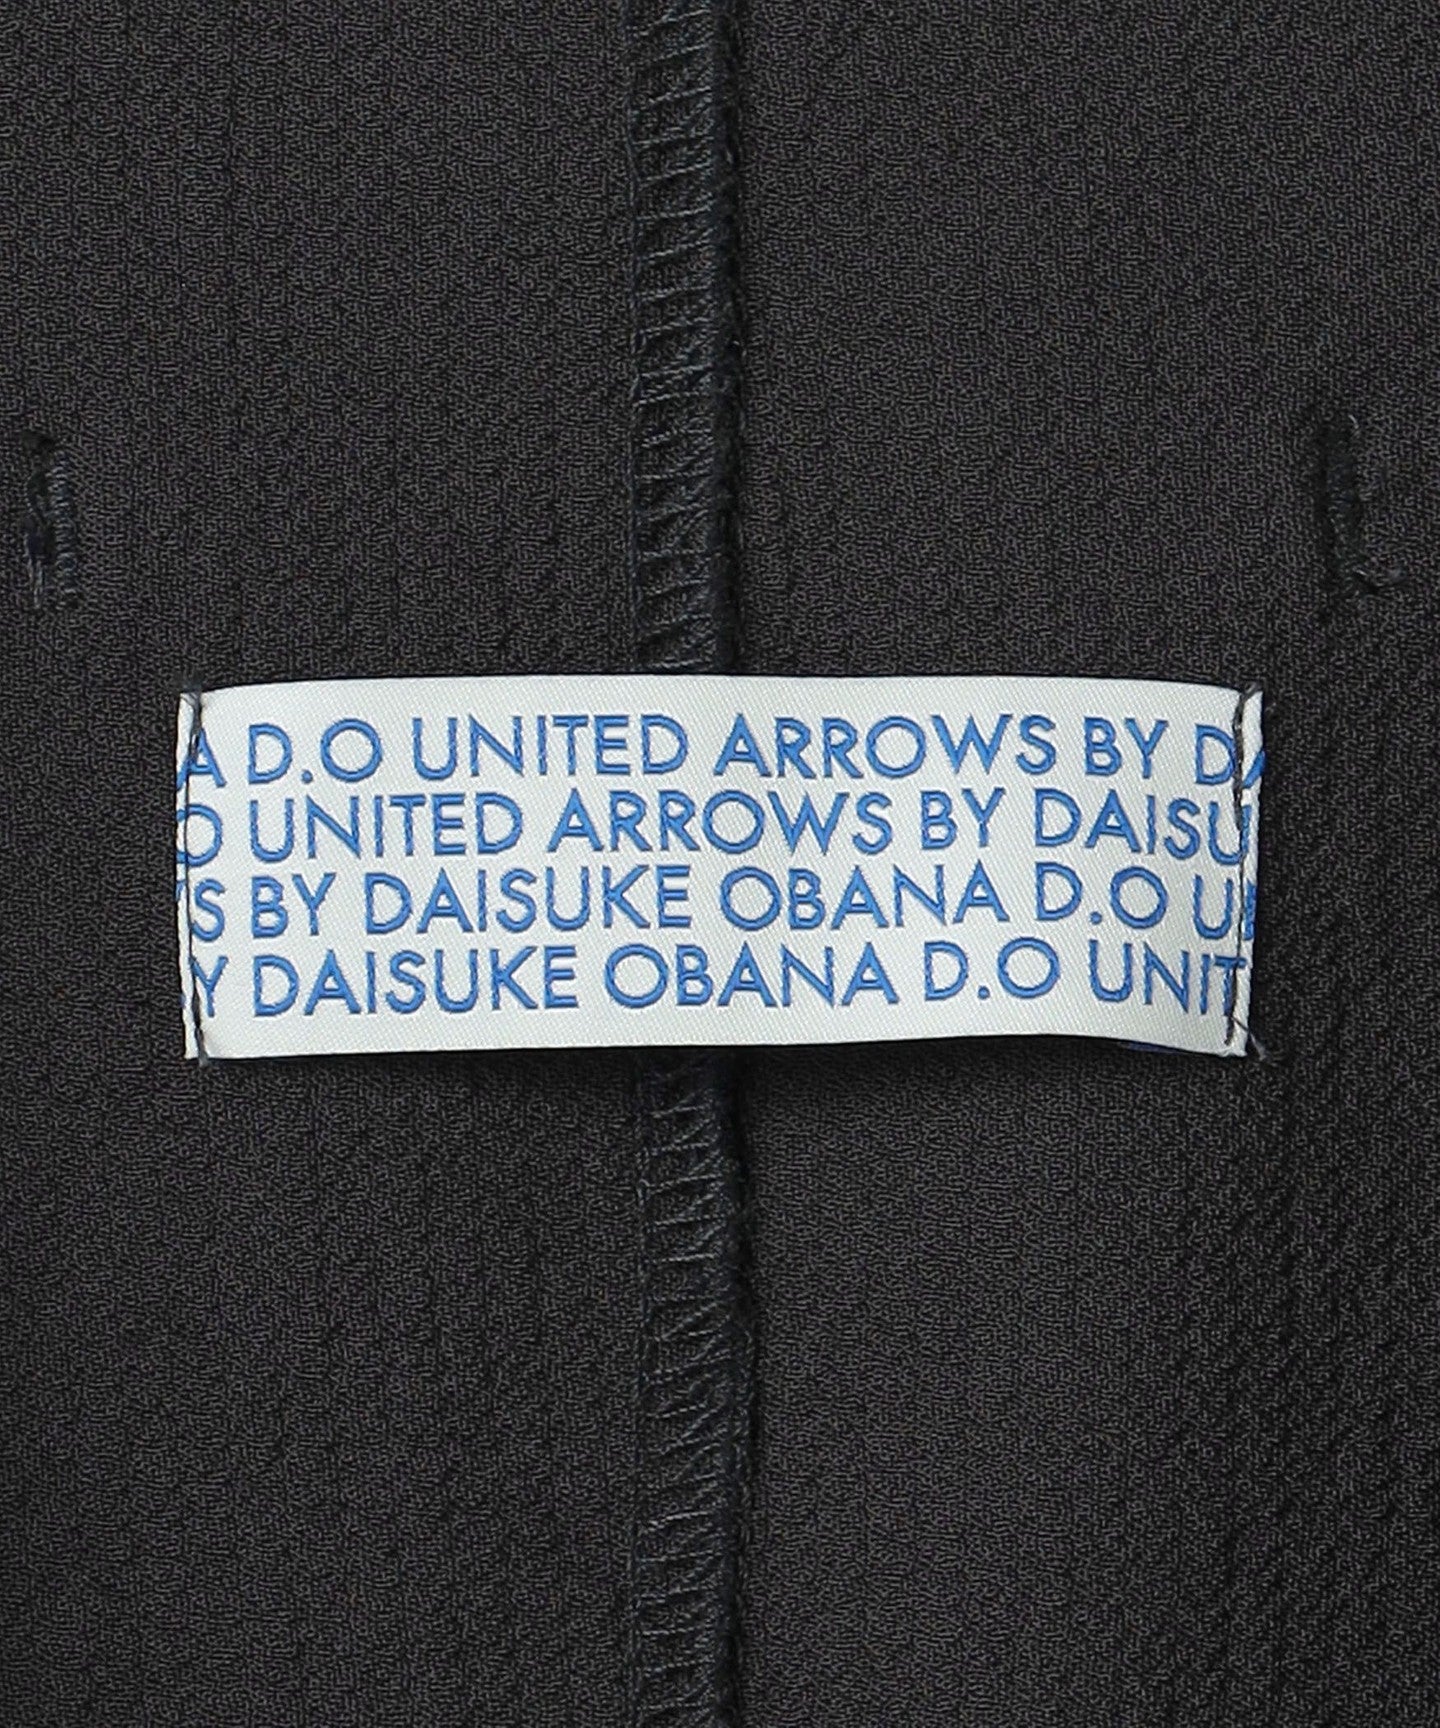 A D.O UNITED ARROWS BY DA
O UNITED ARROWS BY DAISU
S BY DAISUKE OBANA D.O U
Y DAISUKE OBANA D.O UNIT